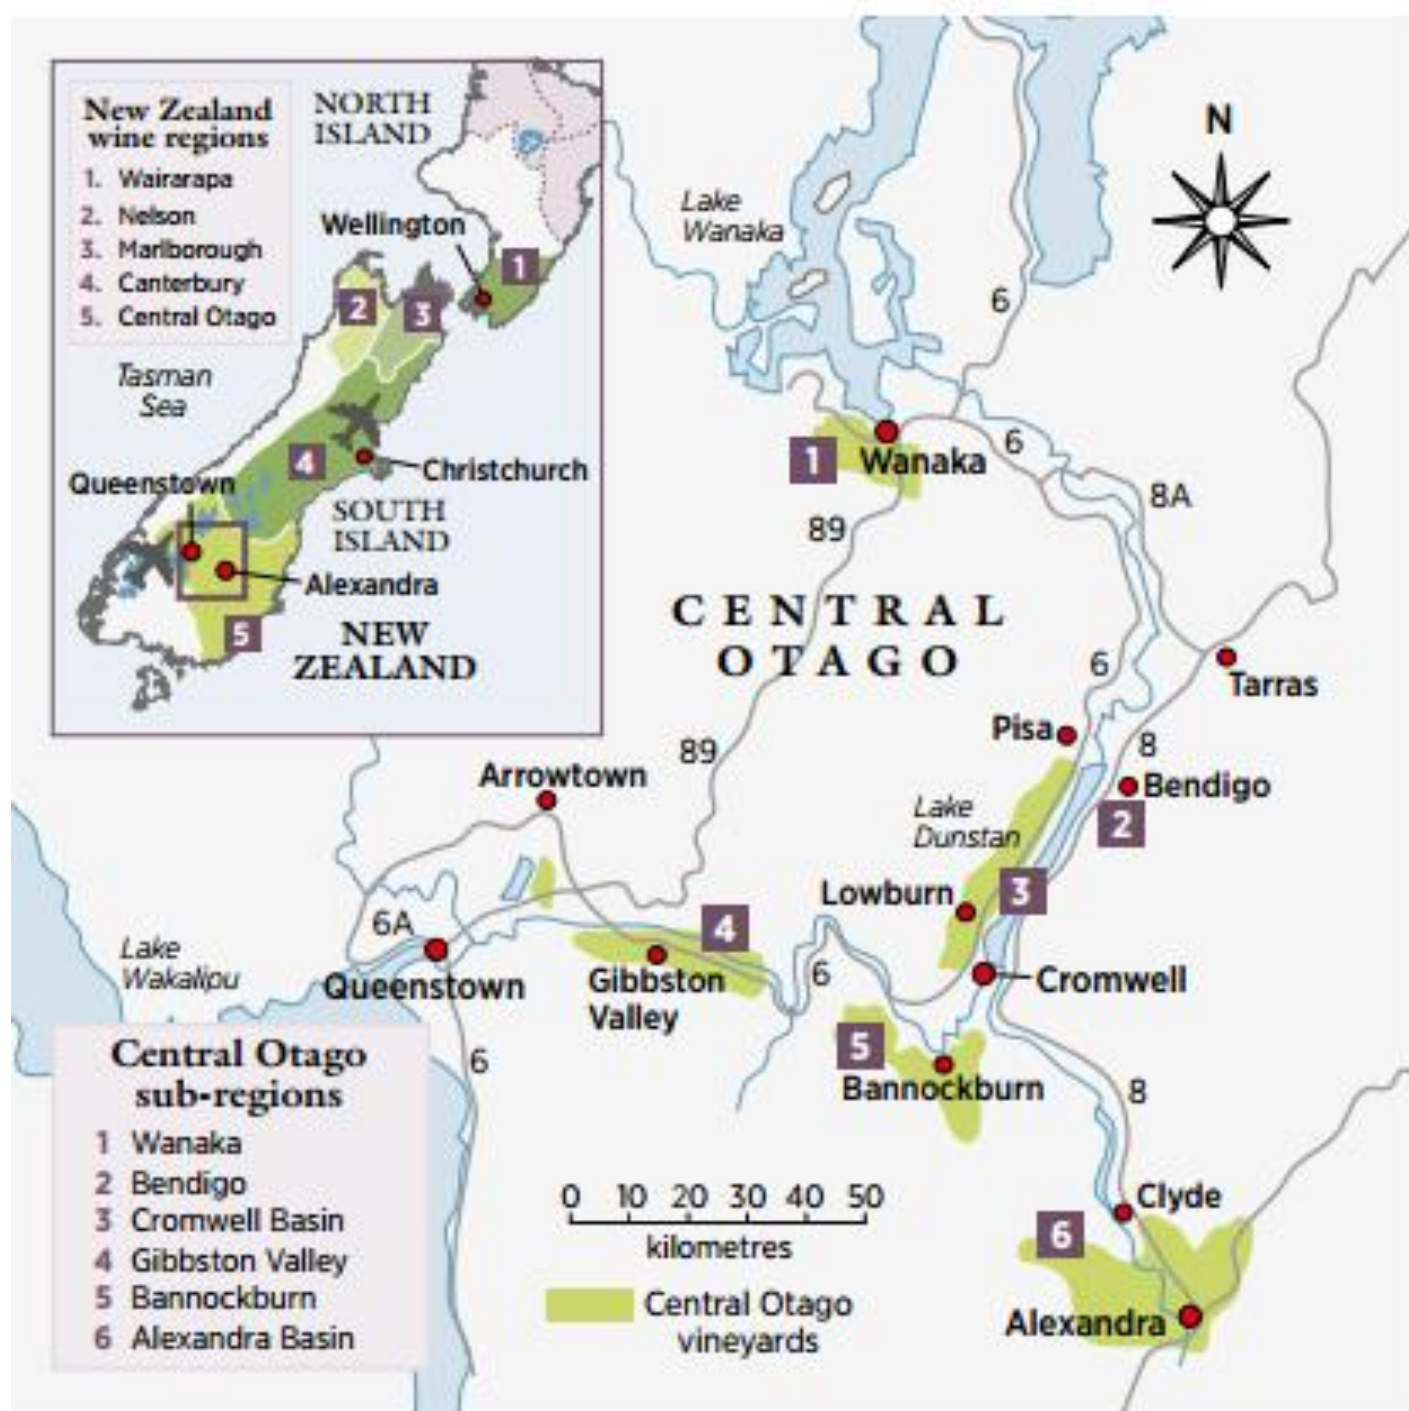 New Zealand
wine regions
1. Wairarapa
2. Nelson
3. Marlborough
4. Canterbury
5. Central Otago
NORTH
ISLAND
Wellington
1
2
3
Tasman
Sea
4
Christchurch
Queenstown
SOUTH
ISLAND
Alexandra
5
NEW
ZEALAND
N
Lake
Wanaka
6
1
Wanaka
6
8A
89
CENTRAL
OTAGO
6
Tarras
Pisa
8
89
Arrowtown
Bendigo
2
Lake
Dunstan
Lowburn
3
6A
4
Lake
Wakalipu
Queenstown
Gibbston
Valley
6
Cromwell
5
Bannockburn
6
8
Central Otago
sub-regions
1 Wanaka
2 Bendigo
3 Cromwell Basin
4 Gibbston Valley
5 Bannockburn
6 Alexandra Basin
0 10 20 30 40 50
kilometres
Central Otago
vineyards
Clyde
6
Alexandra